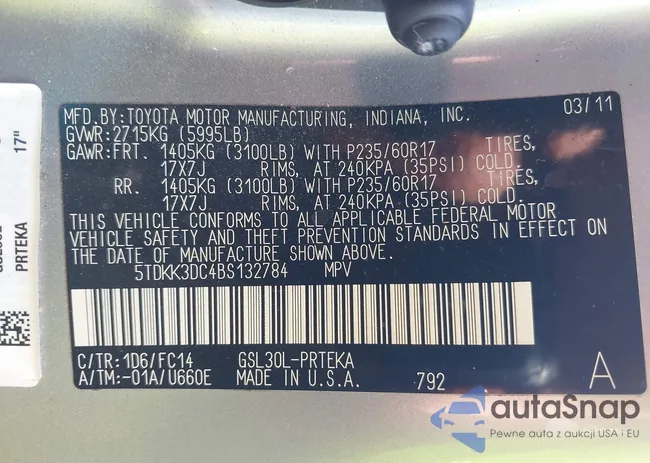 MFD.BY:TOYOTA MOTOR MANUFACTURING, INDIANA, INC. 03/11
GVWR:2715KG (5995LB)
GAWR:FRT. 1405KG (3100LB) WITH P235/60R17 TIRES,
17X7J RIMS, AT 240KPA (35PSI) COLD.
RR. 1405KG (3100LB) WITH P235/60R17 TIRES,
17X7J RIMS, AT 240KPA (35PSI) COLD.
THIS VEHICLE CONFORMS TO ALL APPLICABLE FEDERAL MOTOR
VEHICLE SAFETY AND THEFT PREVENTION STANDARDS IN EFFECT ON
THE DATE OF MANUFACTURE SHOWN ABOVE.
5TDKK3DC4BS132784 MPV
C/TR:1D6/FC14 GSL30L-PRTEKA
A/TM:-01A/U660E MADE IN U.S.A. 792 A
17"
PRTEKA
autaSnap
Pewne auta z aukcji USA i EU